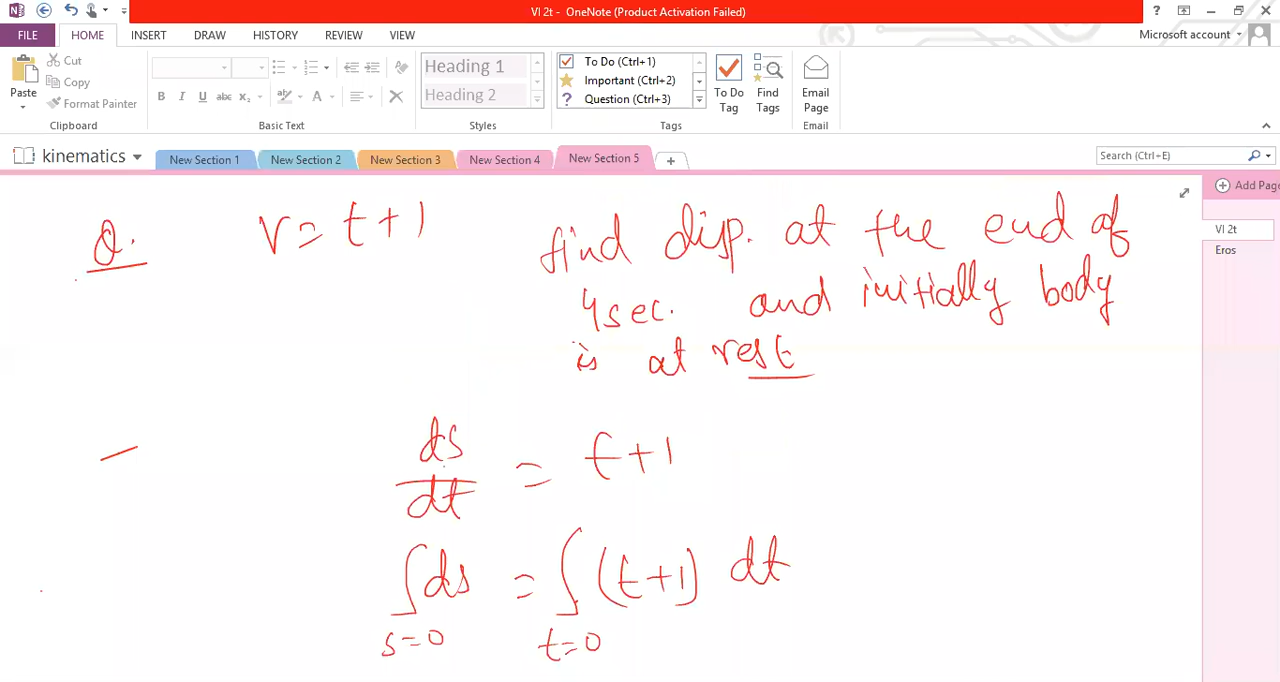 VI 2t - OneNote (Product Activation Failed)
FILE HOME INSERT DRAW HISTORY REVIEW VIEW
Microsoft account
Paste
Cut
Copy
Format Painter
Clipboard
B I U abc X₂ ab A
Basic Text
Heading 1
Heading 2
Styles
To Do (Ctrl+1)
Important (Ctrl+2)
Question (Ctrl+3)
To Do Tag
Find Tags
Tags
Email Page
Email
kinematics
New Section 1 New Section 2 New Section 3 New Section 4 New Section 5
Search (Ctrl+E)
Add Page
VI 2t
Eros
Q. v = t+1 find disp. at the end of
4sec. and initially body
is at rest
ds/dt = t+1
∫ds = ∫(t+1) dt
s=0 t=0